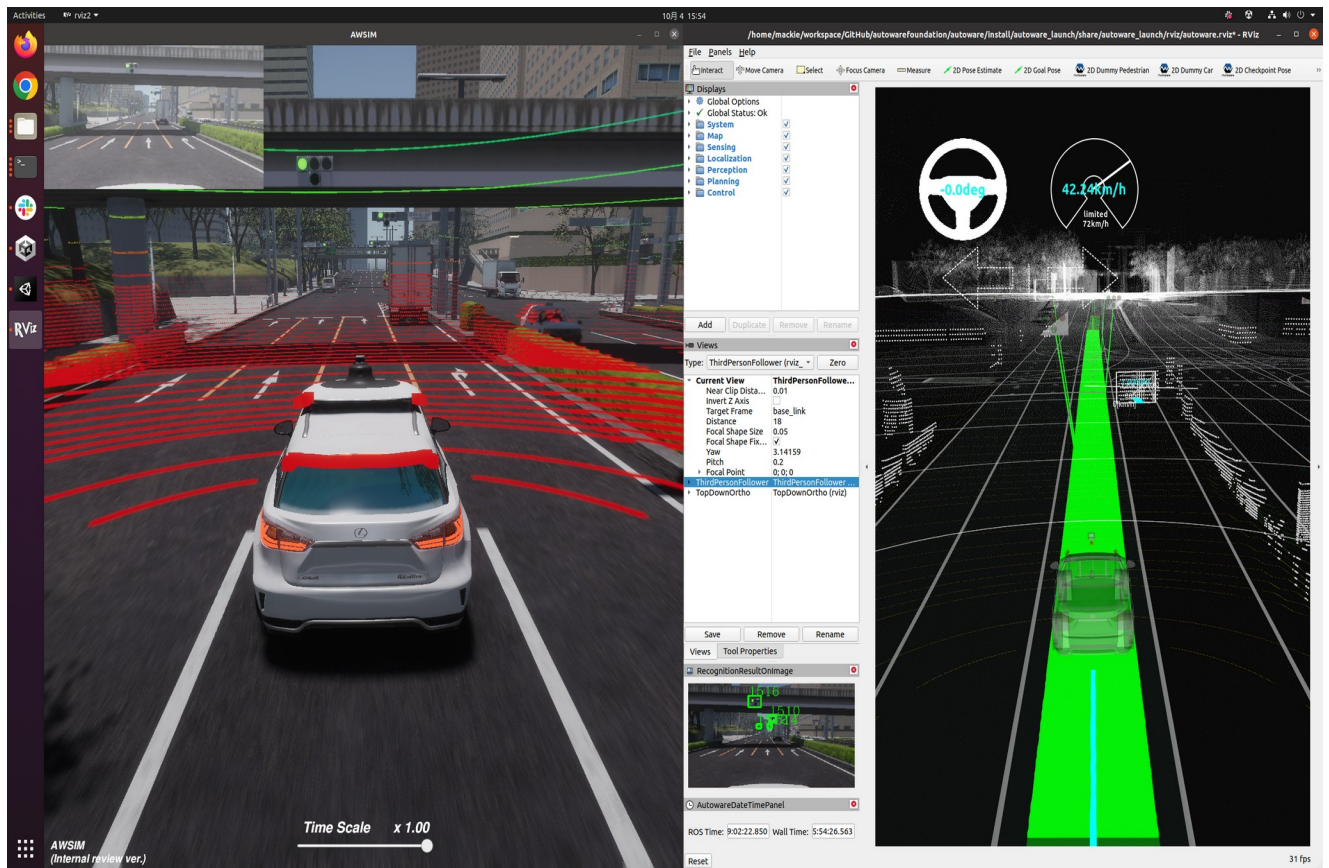 Activities
rviz2
10月 4 15:54
AWSIM
/home/mackie/workspace/GitHub/autowarefoundation/autoware/install/autoware_launch/share/autoware_launch/rviz/autoware.rviz* - RViz
File Panels Help
Interact Move Camera Select Focus Camera Measure 2D Pose Estimate 2D Goal Pose 2D Dummy Pedestrian 2D Dummy Car 2D Checkpoint Pose
Displays
Global Options
Global Status: Ok
System
Map
Sensing
Localization
Perception
Planning
Control
Add Duplicate Remove Rename
Views
Type: ThirdPersonFollower (rviz_ Zero
Current View ThirdPersonFollowe...
Near Clip Dista... 0.01
Invert Z Axis
Target Frame base_link
Distance 18
Focal Shape Size 0.05
Focal Shape Fix...
Yaw 3.14159
Pitch 0.2
Focal Point 0; 0; 0
ThirdPersonFollower ThirdPersonFollower ...
TopDownOrtho TopDownOrtho (rviz)
Save Remove Rename
Views Tool Properties
RecognitionResultOnImage
1516
1510
AutowareDateTimePanel
ROS Time: 9:02:22.850 Wall Time: 5:54:26.563
Reset
31 fps
-0.0deg
42.24km/h
limited
72km/h
RViz
Time Scale x 1.00
AWSIM
(Internal review ver.)